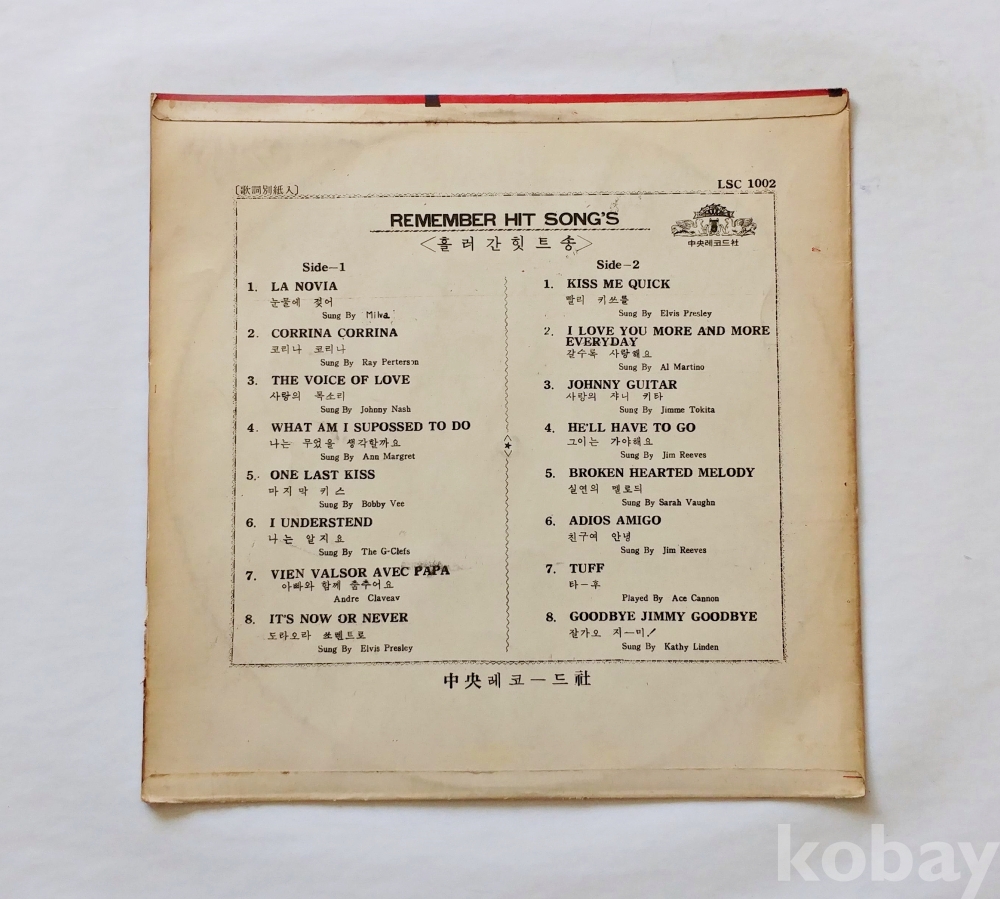 〔歌詞別紙入〕
LSC 1002
REMEMBER HIT SONG'S
<흘러간힛트송>
中央레코드社
Side-1
1. LA NOVIA
눈물에 젖어
Sung By Milva
2. CORRINA CORRINA
코리나 코리나
Sung By Ray Perterson
3. THE VOICE OF LOVE
사랑의 목소리
Sung By Johnny Nash
4. WHAT AM I SUPOSSED TO DO
나는 무었을 생각할까요
Sung By Ann Margret
5. ONE LAST KISS
마지막 키스
Sung By Bobby Vee
6. I UNDERSTEND
나는 알지요
Sung By The G-Clefs
7. VIEN VALSOR AVEC PAPA
아빠와 함께 춤추어요
Andre Claveav
8. IT'S NOW OR NEVER
도라오라 쏘렌트로
Sung By Elvis Presley
Side-2
1. KISS ME QUICK
빨리 키쓰를
Sung By Elvis Presley
2. I LOVE YOU MORE AND MORE
EVERYDAY
갈수록 사랑해요
Sung By Al Martino
3. JOHNNY GUITAR
사랑의 쟈니 키타
Sung By Jimme Tokita
4. HE'LL HAVE TO GO
그이는 가야해요
Sung By Jim Reeves
5. BROKEN HEARTED MELODY
실연의 멜로듸
Sung By Sarah Vaughn
6. ADIOS AMIGO
친구여 안녕
Sung By Jim Reeves
7. TUFF
타-후
Played By Ace Cannon
8. GOODBYE JIMMY GOODBYE
잘가오 지-미!
Sung By Kathy Linden
中央레코-드社
kobay